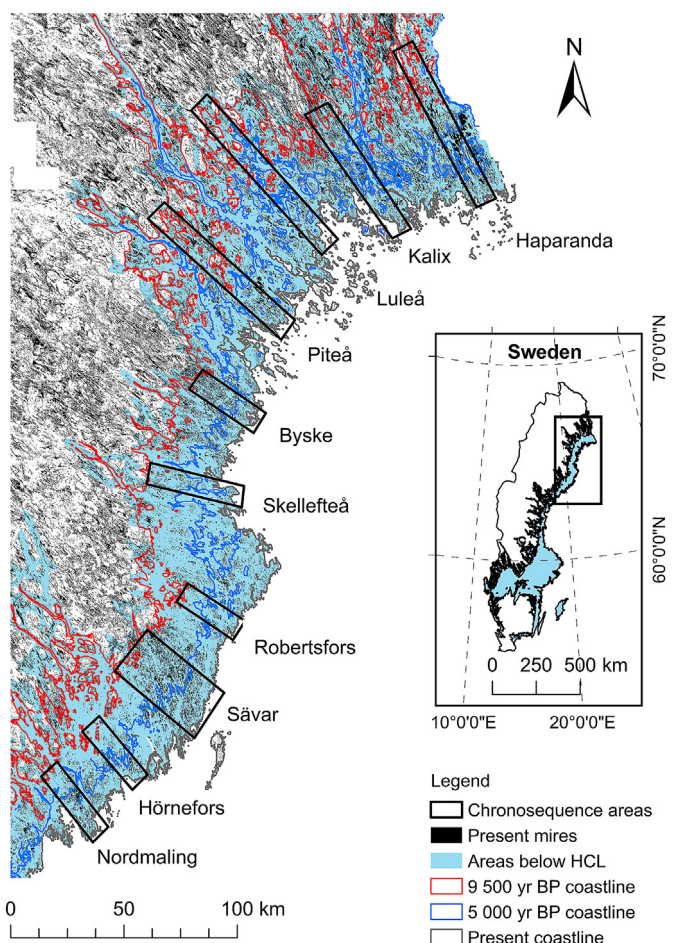 N
Haparanda
Kalix
Luleå
Piteå
Byske
Skellefteå
Robertsfors
Sävar
Hörnefors
Nordmaling
0 50 100 km
Sweden
70°0'0"N
60°0'0"N
0 250 500 km
10°0'0"E 20°0'0"E
Legend
Chronosequence areas
Present mires
Areas below HCL
9 500 yr BP coastline
5 000 yr BP coastline
Present coastline